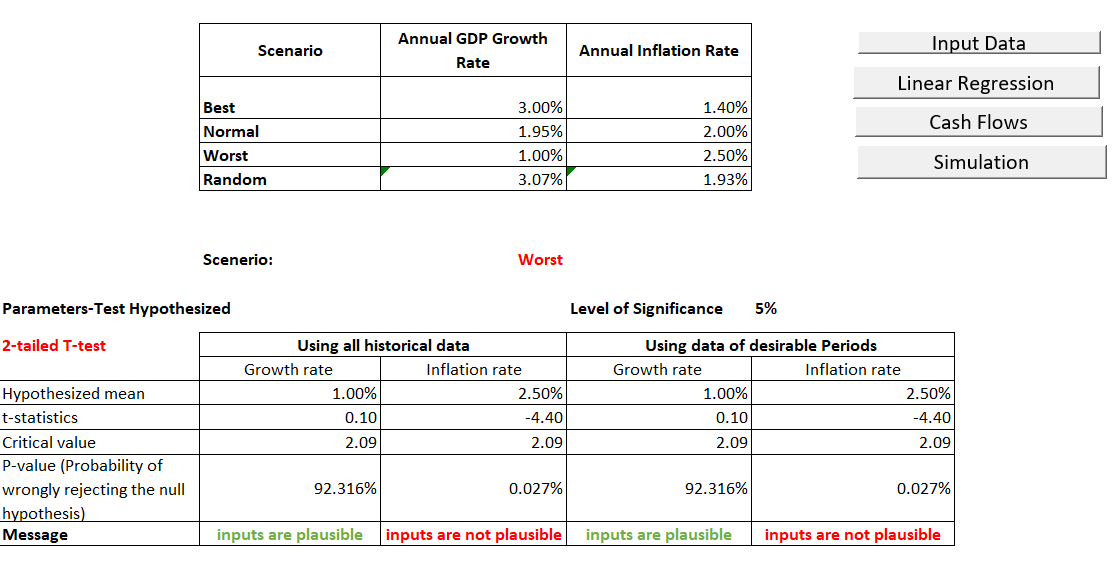 Scenario Annual GDP Growth Rate Annual Inflation Rate
Best 3.00% 1.40%
Normal 1.95% 2.00%
Worst 1.00% 2.50%
Random 3.07% 1.93%
Input Data
Linear Regression
Cash Flows
Simulation
Scenerio: Worst
Parameters-Test Hypothesized Level of Significance 5%
2-tailed T-test Using all historical data Using data of desirable Periods
Growth rate Inflation rate Growth rate Inflation rate
Hypothesized mean 1.00% 2.50% 1.00% 2.50%
t-statistics 0.10 -4.40 0.10 -4.40
Critical value 2.09 2.09 2.09 2.09
P-value (Probability of
wrongly rejecting the null 92.316% 0.027% 92.316% 0.027%
hypothesis)
Message inputs are plausible inputs are not plausible inputs are plausible inputs are not plausible